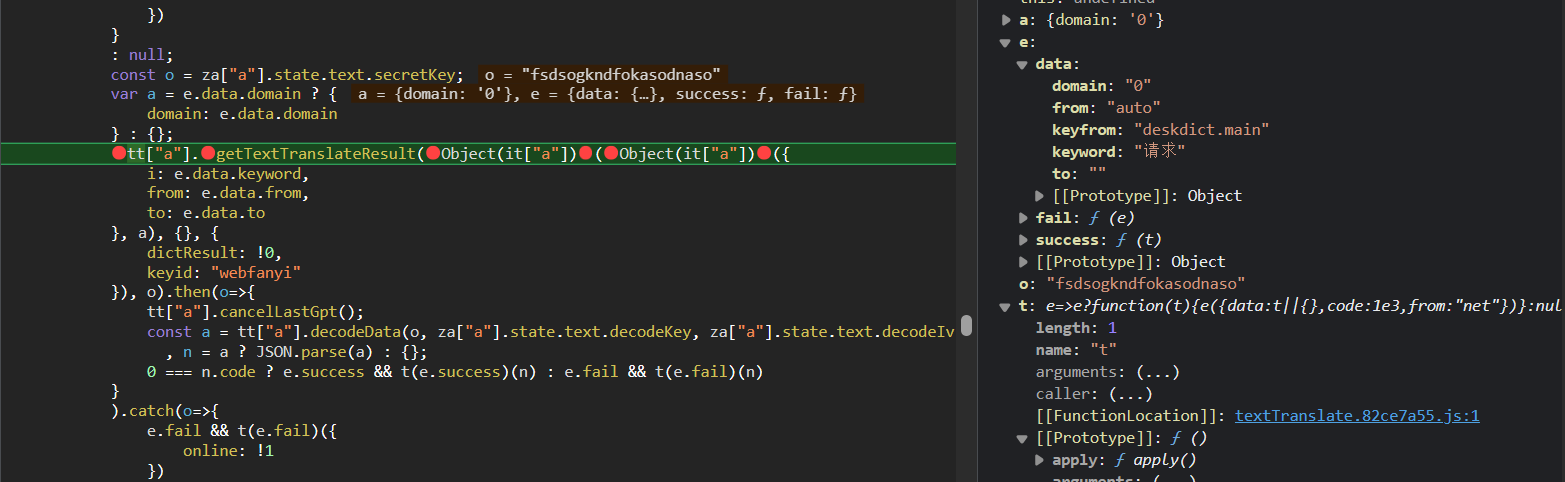 })
}
: null;
const o = za["a"].state.text.secretKey; o = "fsdsogkndfokasodnaso"
var a = e.data.domain ? { a = {domain: '0'}, e = {data: {…}, success: ƒ, fail: ƒ}
domain: e.data.domain
} : {};
tt["a"].getTextTranslateResult(Object(it["a"])(Object(it["a"])({
i: e.data.keyword,
from: e.data.from,
to: e.data.to
}, a), {}, {
dictResult: !0,
keyid: "webfanyi"
}), o).then(o=>{
tt["a"].cancelLastGpt();
const a = tt["a"].decodeData(o, za["a"].state.text.decodeKey, za["a"].state.text.decodeIv
, n = a ? JSON.parse(a) : {};
0 === n.code ? e.success && t(e.success)(n) : e.fail && t(e.fail)(n)
}
).catch(o=>{
e.fail && t(e.fail)({
online: !1
})
this: undefined
a: {domain: '0'}
e:
data:
domain: "0"
from: "auto"
keyfrom: "deskdict.main"
keyword: "请求"
to: ""
[[Prototype]]: Object
fail: ƒ (e)
success: ƒ (t)
[[Prototype]]: Object
o: "fsdsogkndfokasodnaso"
t: e=>e?function(t){e({data:t||{},code:1e3,from:"net"})}:nul
length: 1
name: "t"
arguments: (...)
caller: (...)
[[FunctionLocation]]: textTranslate.82ce7a55.js:1
[[Prototype]]: ƒ ()
apply: ƒ apply()
arguments: (...)